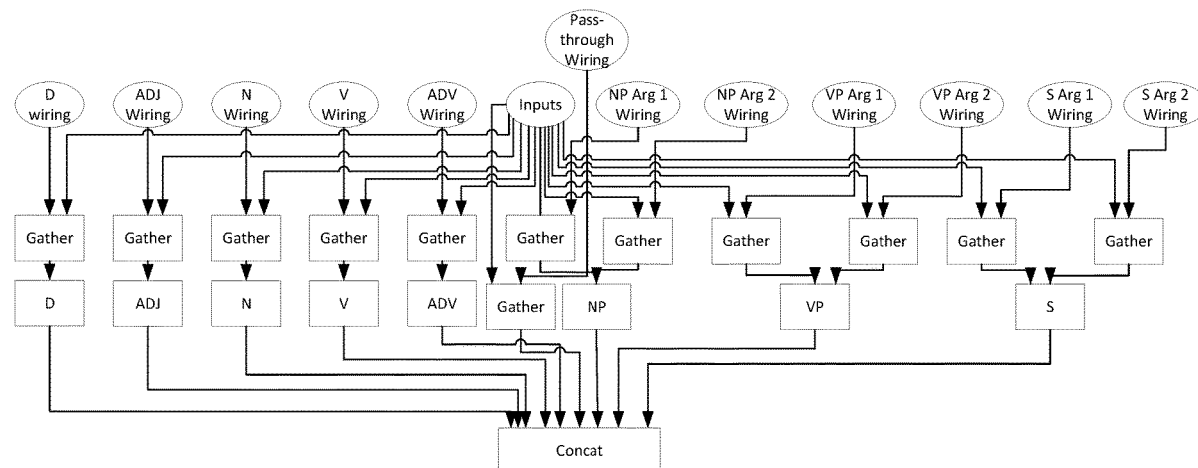 Pass-
through
Wiring
D
wiring
ADJ
Wiring
N
Wiring
V
Wiring
ADV
Wiring
Inputs
NP Arg 1
Wiring
NP Arg 2
Wiring
VP Arg 1
Wiring
VP Arg 2
Wiring
S Arg 1
Wiring
S Arg 2
Wiring
Gather
Gather
Gather
Gather
Gather
Gather
Gather
Gather
Gather
Gather
Gather
D
ADJ
N
V
ADV
Gather
NP
VP
S
Concat